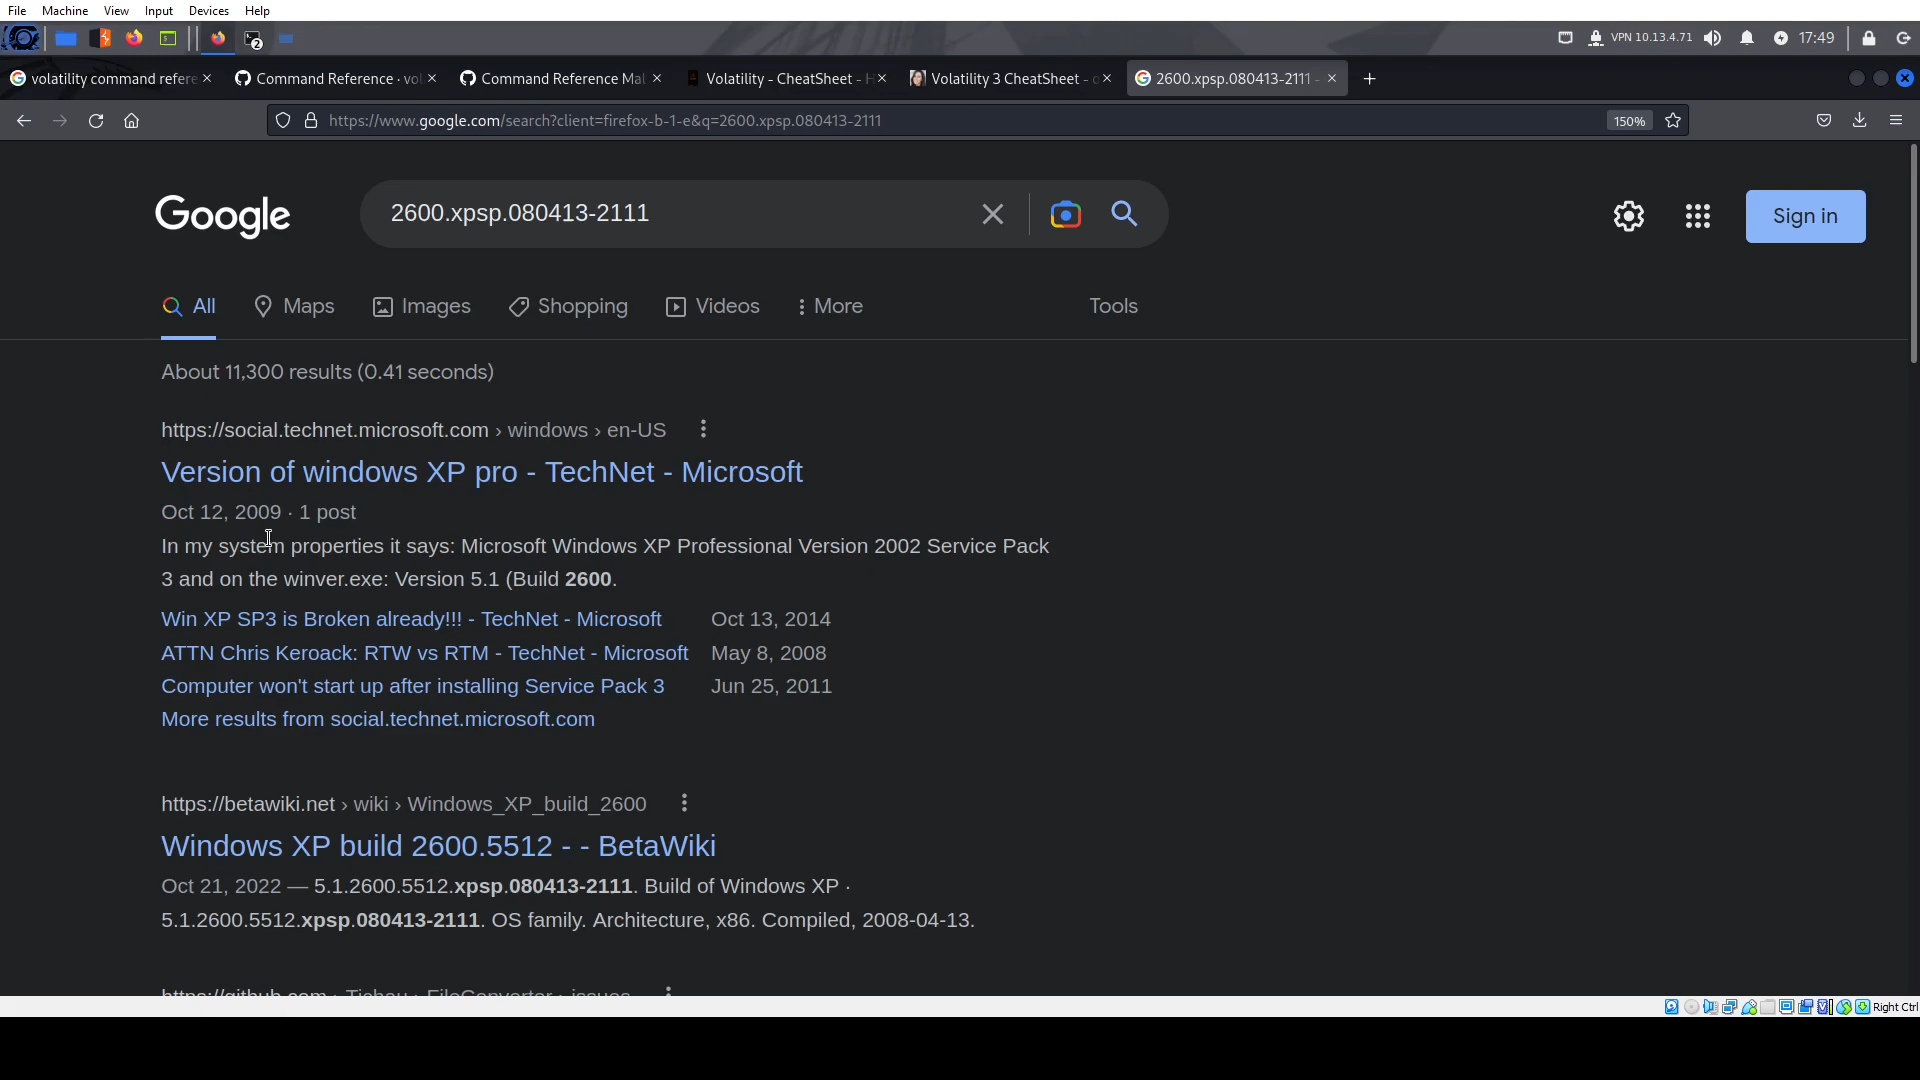 File Machine View Input Devices Help
2
VPN 10.13.4.71
17:49
volatility command refere
Command Reference · vol
Command Reference Mal
Volatility - CheatSheet - H
Volatility 3 CheatSheet - o
2600.xpsp.080413-2111 -
https://www.google.com/search?client=firefox-b-1-e&q=2600.xpsp.080413-2111
150%
Google
2600.xpsp.080413-2111
Sign in
All Maps Images Shopping Videos More Tools
About 11,300 results (0.41 seconds)
https://social.technet.microsoft.com › windows › en-US
Version of windows XP pro - TechNet - Microsoft
Oct 12, 2009 · 1 post
In my system properties it says: Microsoft Windows XP Professional Version 2002 Service Pack
3 and on the winver.exe: Version 5.1 (Build 2600.
Win XP SP3 is Broken already!!! - TechNet - Microsoft Oct 13, 2014
ATTN Chris Keroack: RTW vs RTM - TechNet - Microsoft May 8, 2008
Computer won't start up after installing Service Pack 3 Jun 25, 2011
More results from social.technet.microsoft.com
https://betawiki.net › wiki › Windows_XP_build_2600
Windows XP build 2600.5512 - - BetaWiki
Oct 21, 2022 — 5.1.2600.5512.xpsp.080413-2111. Build of Windows XP ·
5.1.2600.5512.xpsp.080413-2111. OS family. Architecture, x86. Compiled, 2008-04-13.
https://github.com › Tichau › FileConverter › issues
Right Ctrl